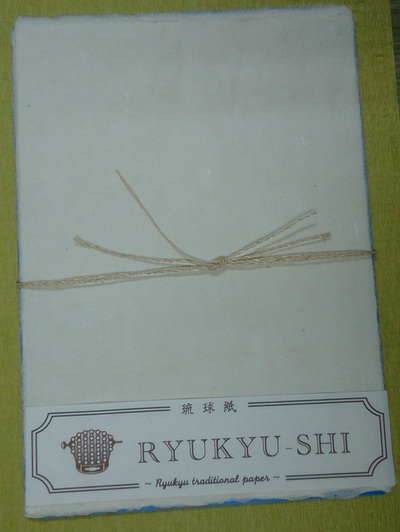 琉球紙
RYUKYU-SHI
~ Ryukyu traditional paper ~